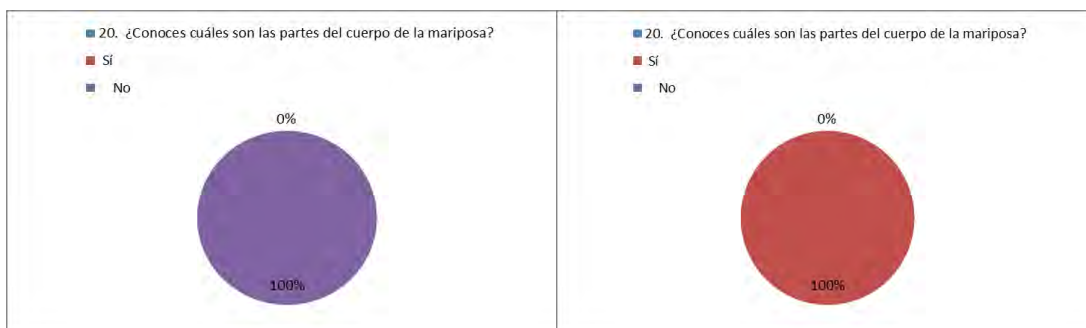 20. ¿Conoces cuáles son las partes del cuerpo de la mariposa?
Sí
No
0%
100%
20. ¿Conoces cuáles son las partes del cuerpo de la mariposa?
Sí
No
0%
100%